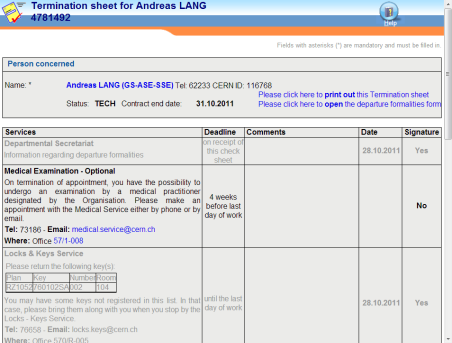 Termination sheet for Andreas LANG
4781492
Help
Fields with asterisks (*) are mandatory and must be filled in.
Person concerned
Name: * Andreas LANG (GS-ASE-SSE) Tel: 62233 CERN ID: 116768
Please click here to print out this Termination sheet
Status: TECH Contract end date: 31.10.2011
Please click here to open the departure formalities form
Services Deadline Comments Date Signature
Departmental Secretariat
Information regarding departure formalities
on receipt of
this check
sheet
28.10.2011 Yes
Medical Examination - Optional
On termination of appointment, you have the possibility to
undergo an examination by a medical practitioner
designated by the Organisation. Please make an
appointment with the Medical Service either by phone or by
email.
Tel: 73186 - Email: medical.service@cern.ch
Where: Office 57/1-008
4 weeks
before last
day of work
No
Locks & Keys Service
Please return the following key(s):
Plan Key Number Room
RZ1052 760102SA 002 104
You may have some keys not registered in this list. In that
case, please bring them along with you when you stop by the
Locks - Keys Service.
Tel: 76658 - Email: locks.keys@cern.ch
Where: Office 570/R-005
until the last
day of work
28.10.2011 Yes